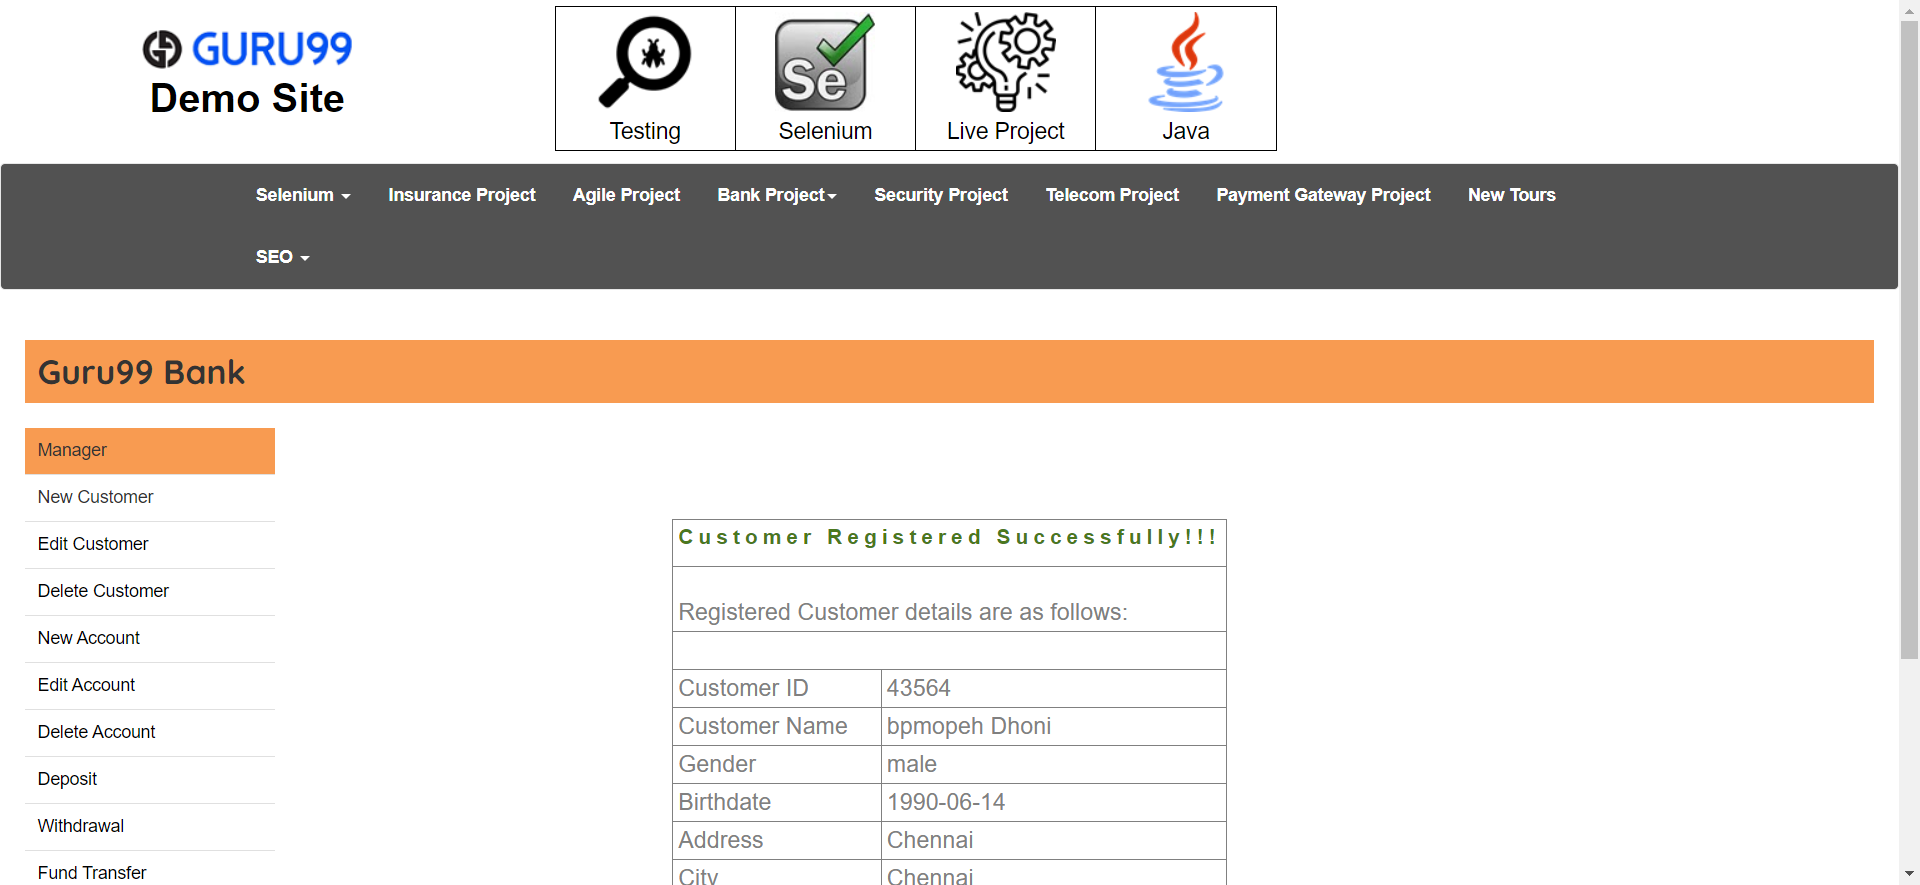 GURU99
Demo Site
Testing
Se
Selenium
Live Project
Java
Selenium
Insurance Project
Agile Project
Bank Project
Security Project
Telecom Project
Payment Gateway Project
New Tours
SEO
Guru99 Bank
Manager
New Customer
Edit Customer
Delete Customer
New Account
Edit Account
Delete Account
Deposit
Withdrawal
Fund Transfer
Customer Registered Successfully!!!
Registered Customer details are as follows:
Customer ID 43564
Customer Name bpmopeh Dhoni
Gender male
Birthdate 1990-06-14
Address Chennai
City Chennai